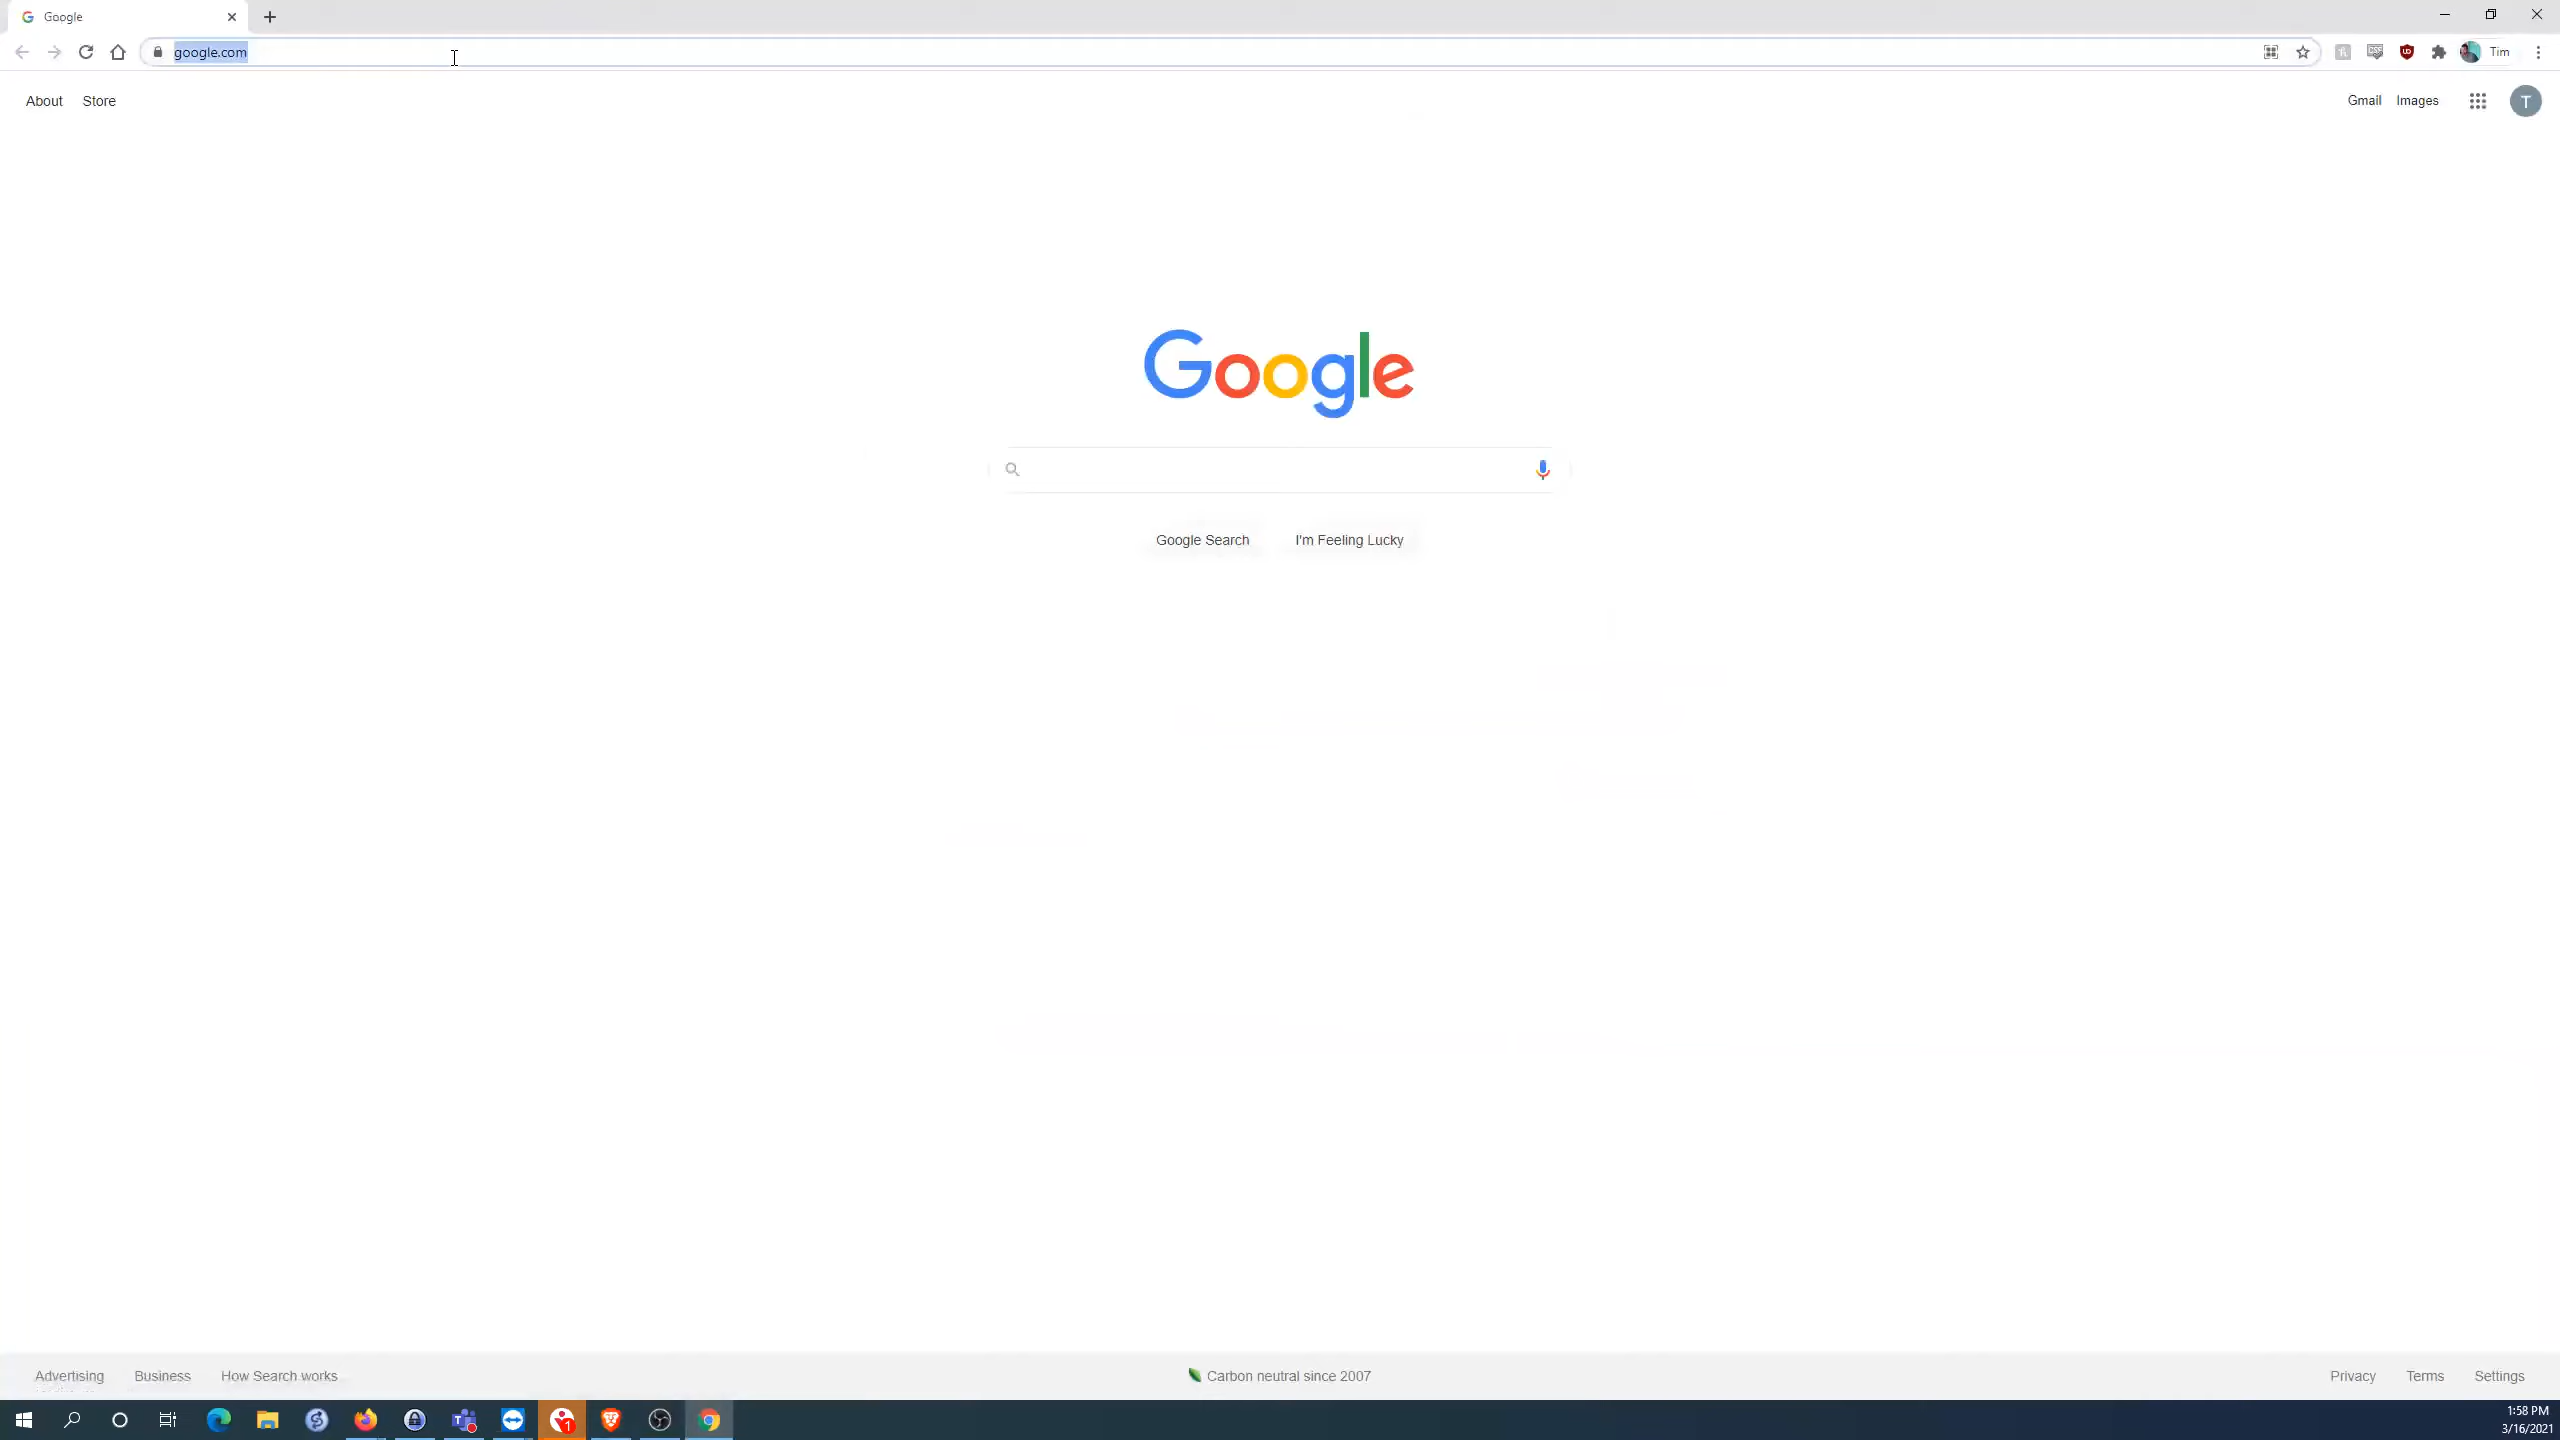 Google
google.com
Tim
About Store
Gmail Images
T
Google
Google Search I'm Feeling Lucky
Advertising Business How Search works
Carbon neutral since 2007
Privacy Terms Settings
1
1:58 PM
3/16/2021